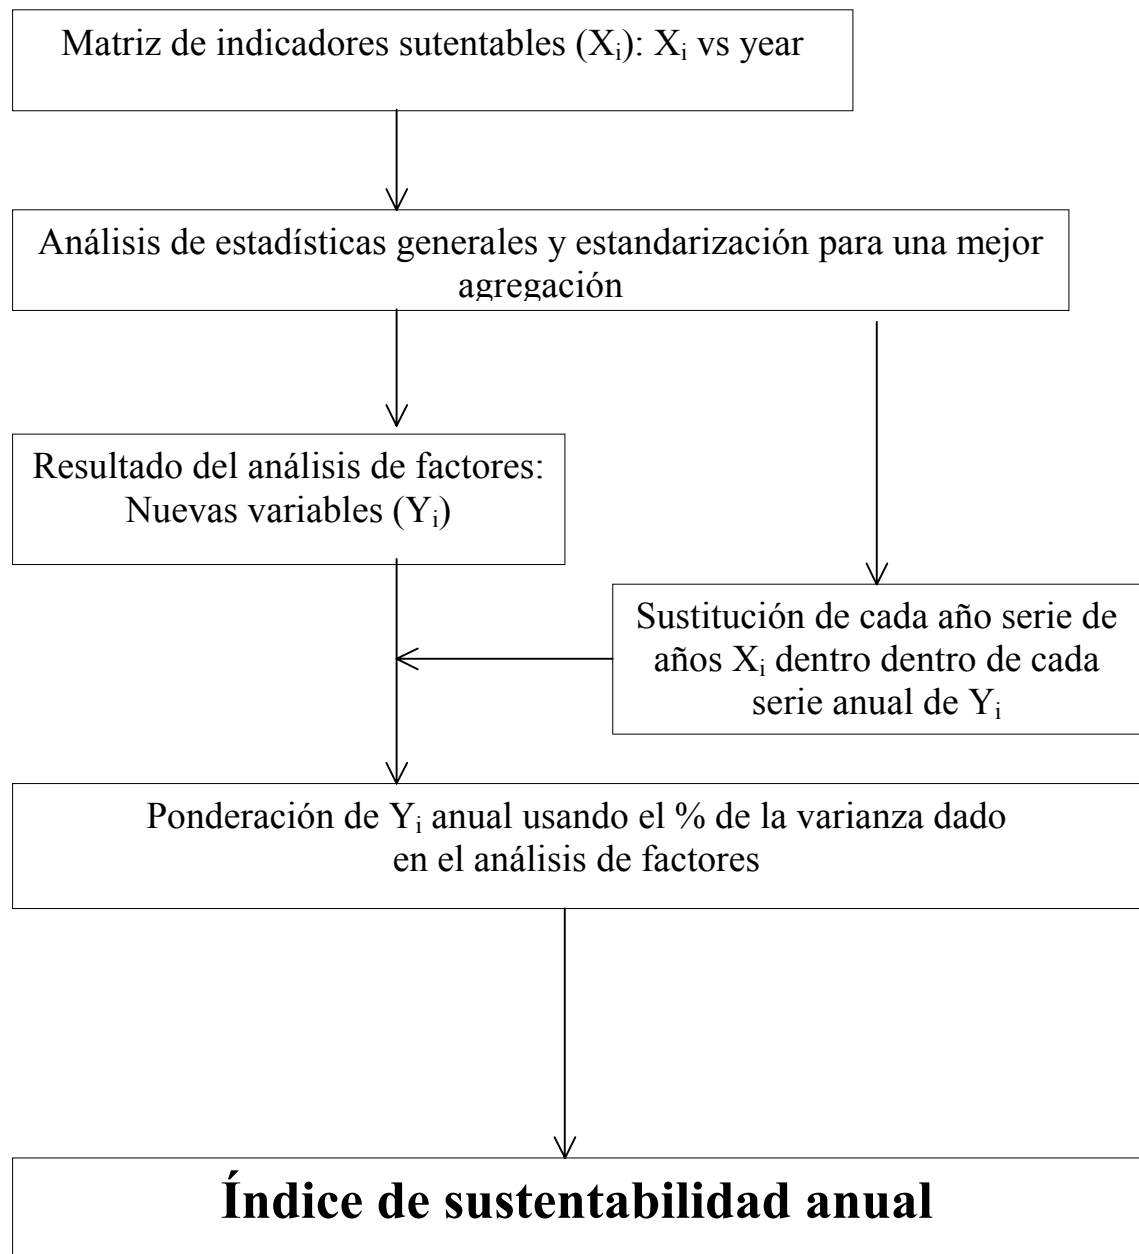 Matriz de indicadores sutentables (Xi): Xi vs year
Análisis de estadísticas generales y estandarización para una mejor
agregación
Resultado del análisis de factores:
Nuevas variables (Yi)
Sustitución de cada año serie de
años Xi dentro dentro de cada
serie anual de Yi
Ponderación de Yi anual usando el % de la varianza dado
en el análisis de factores
Índice de sustentabilidad anual